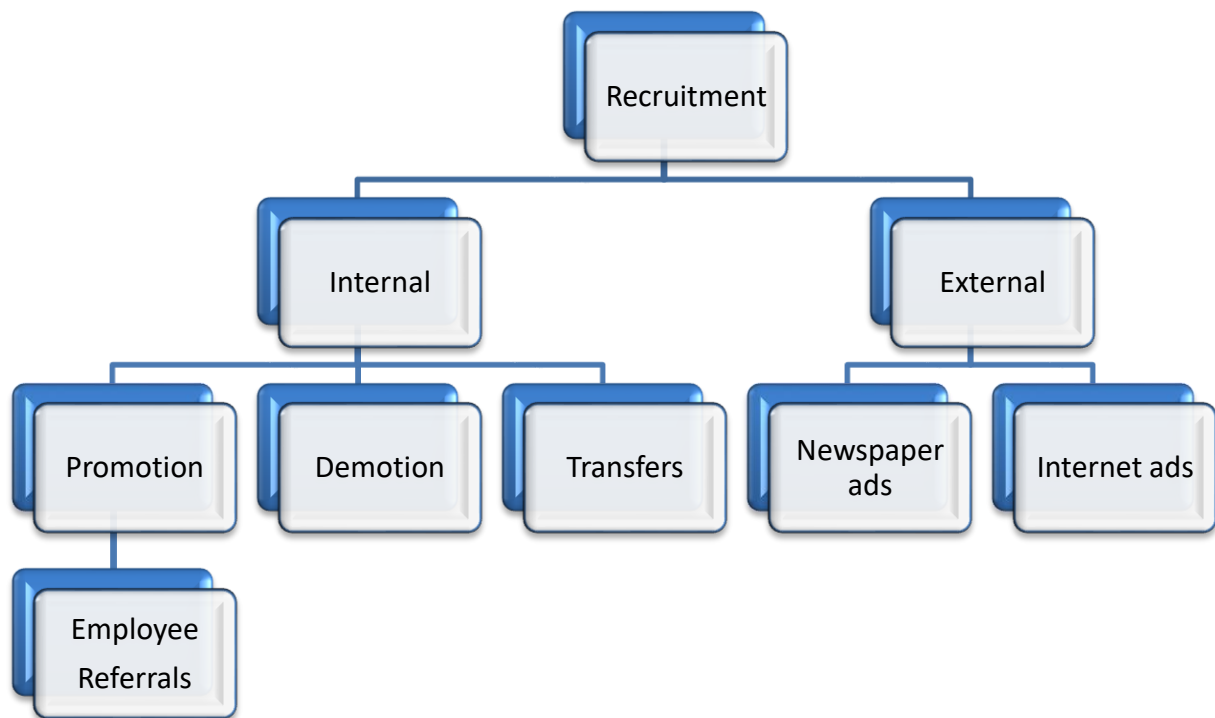 Recruitment
Internal
External
Promotion
Demotion
Transfers
Newspaper
ads
Internet ads
Employee
Referrals